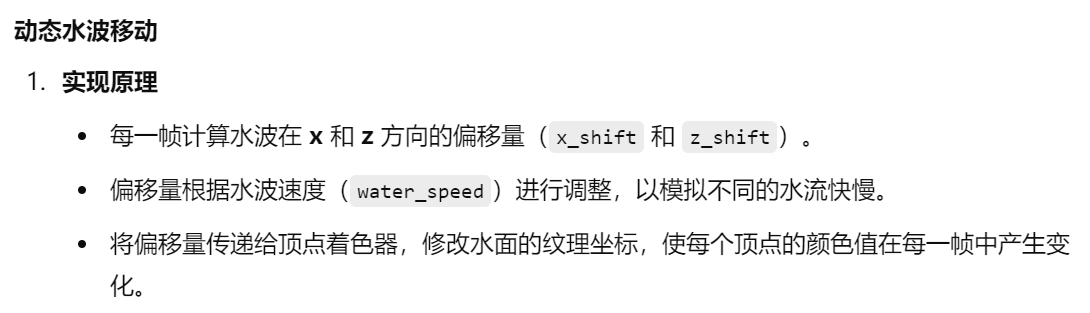 动态水波移动
1. 实现原理
• 每一帧计算水波在 x 和 z 方向的偏移量（x_shift 和 z_shift）。
• 偏移量根据水波速度（water_speed）进行调整，以模拟不同的水流快慢。
• 将偏移量传递给顶点着色器，修改水面的纹理坐标，使每个顶点的颜色值在每一帧中产生变
化。